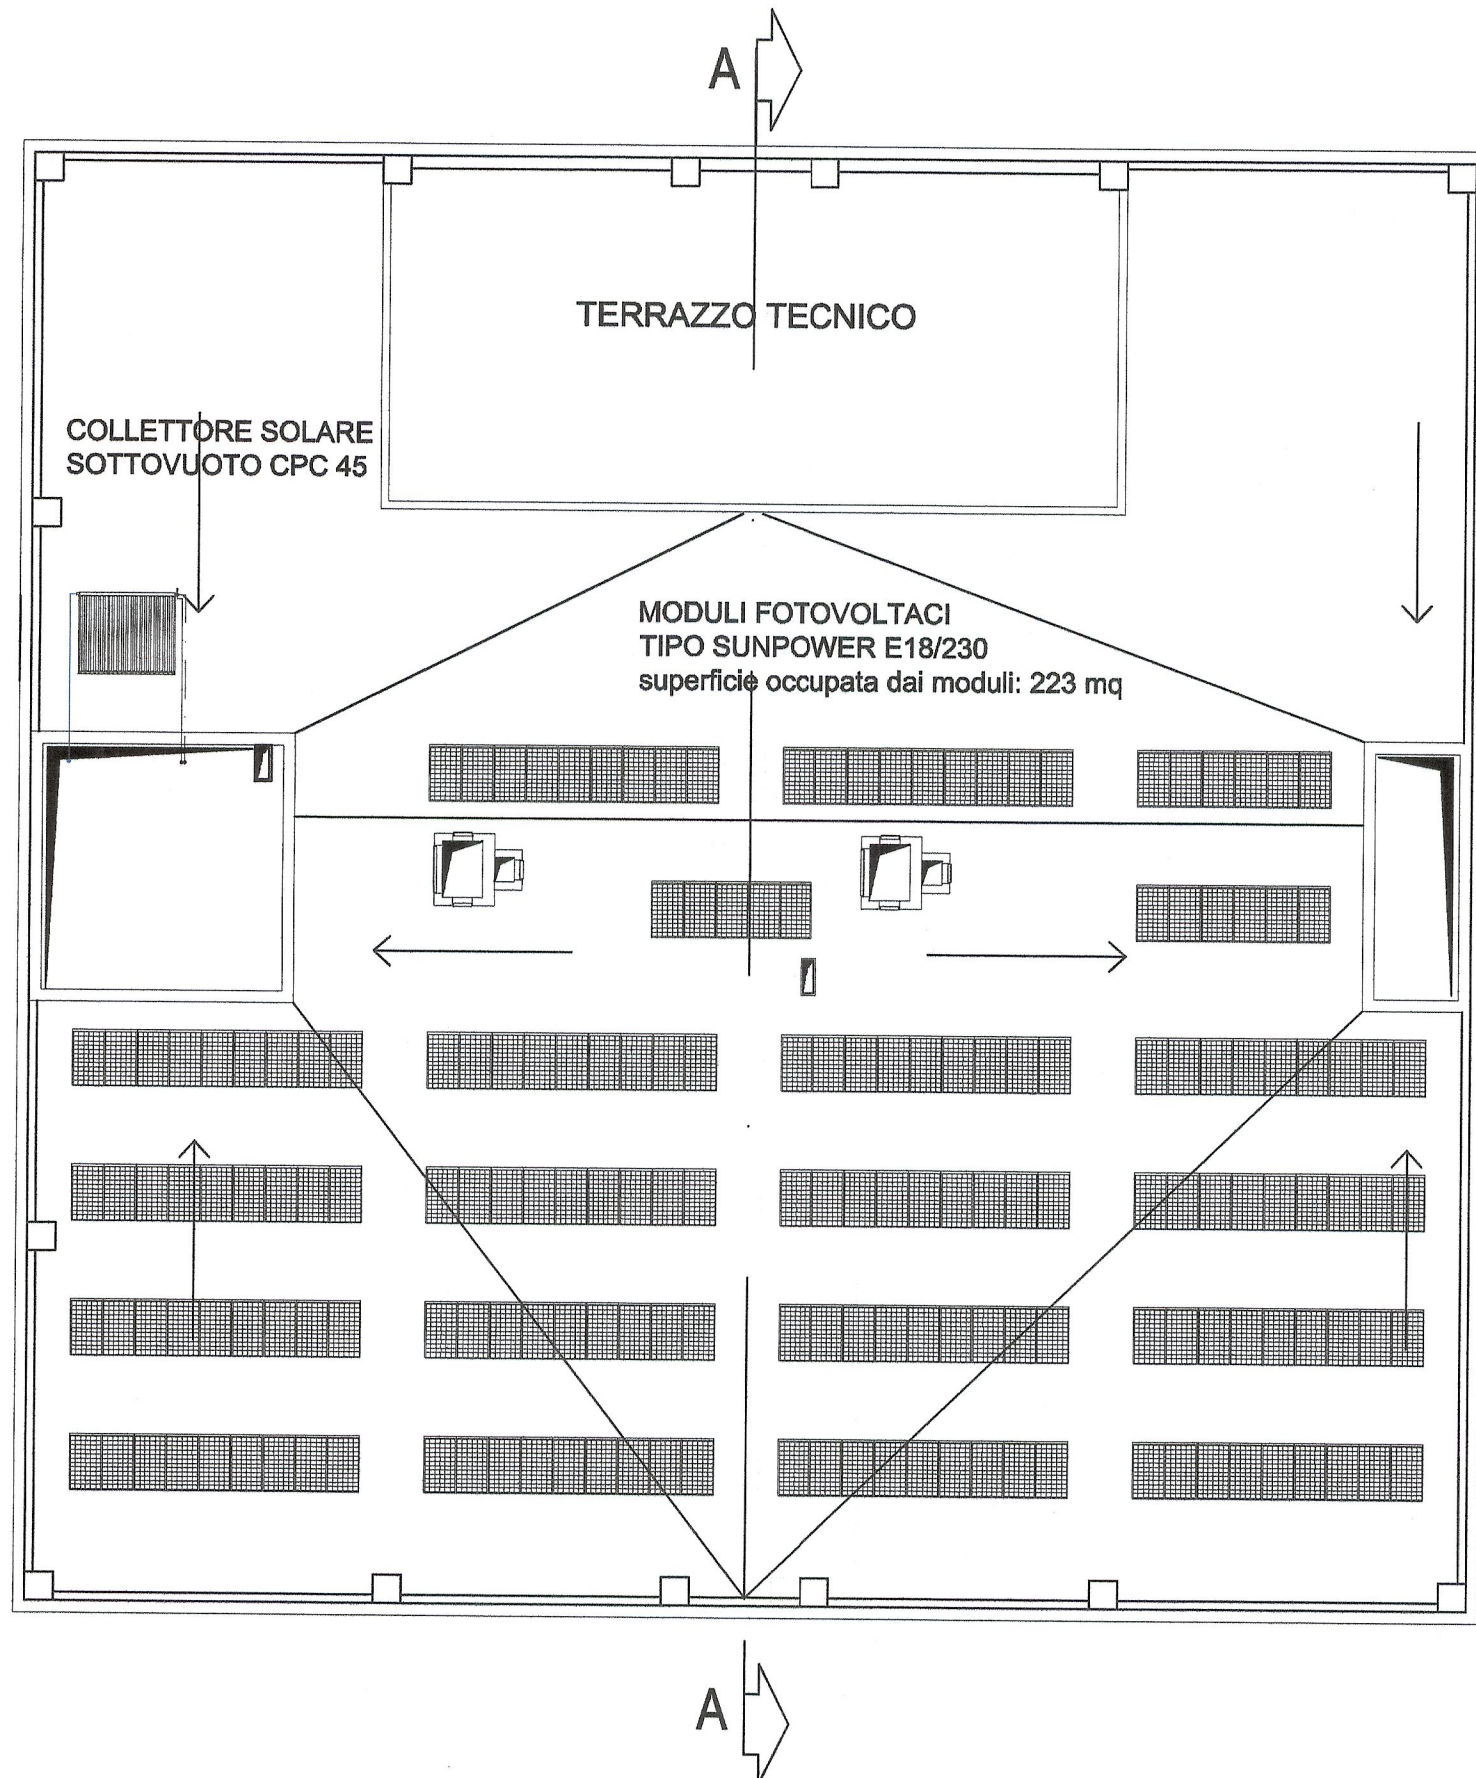 A
TERRAZZO TECNICO
COLLETTORE SOLARE
SOTTOVUOTO CPC 45
MODULI FOTOVOLTACI
TIPO SUNPOWER E18/230
superficie occupata dai moduli: 223 mq
A